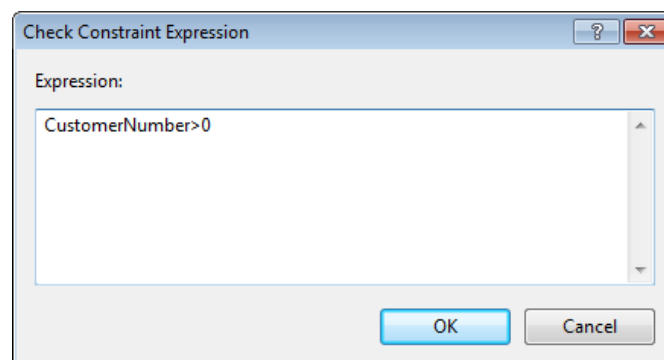 Check Constraint Expression
Expression:
CustomerNumber>0
OK Cancel